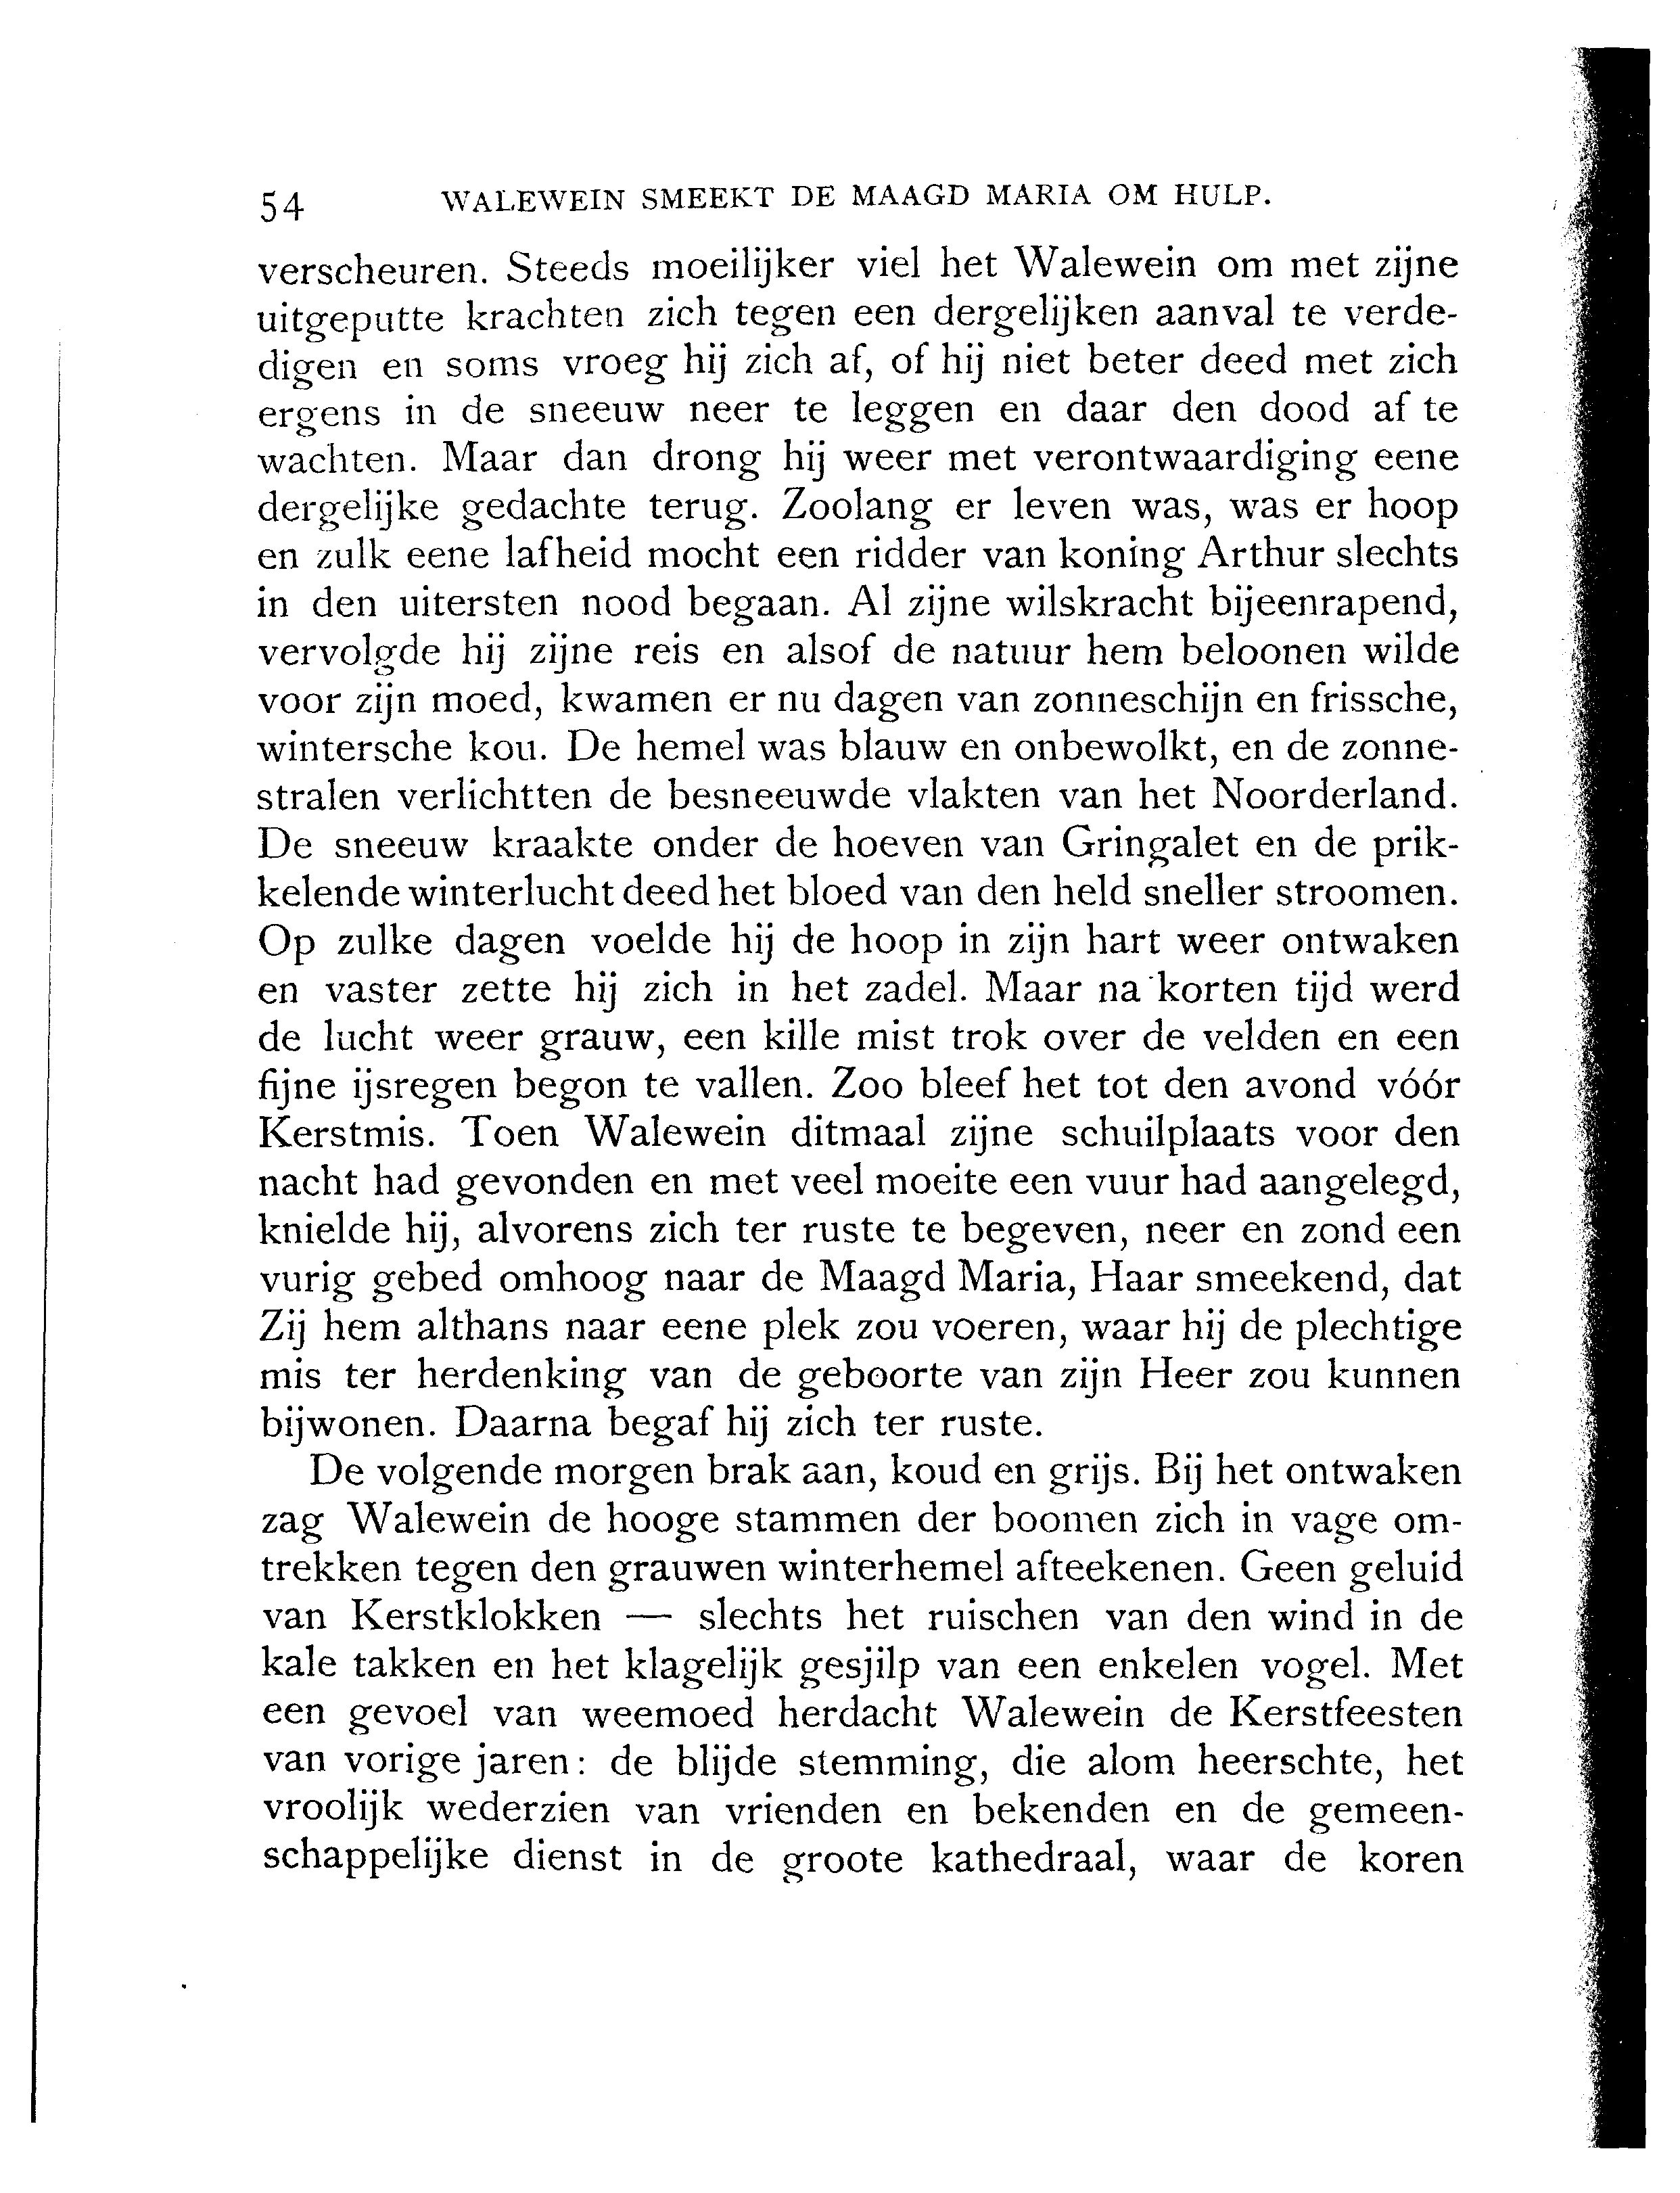 54 WALEWEIN SMEEKT DE MAAGD MARIA OM HULP.
verscheuren. Steeds moeilijker viel het Walewein om met zijne
uitgeputte krachten zich tegen een dergelijken aanval te verde-
digen en soms vroeg hij zich af, of hij niet beter deed met zich
ergens in de sneeuw neer te leggen en daar den dood af te
wachten. Maar dan drong hij weer met verontwaardiging eene
dergelijke gedachte terug. Zoolang er leven was, was er hoop
en zulk eene lafheid mocht een ridder van koning Arthur slechts
in den uitersten nood begaan. Al zijne wilskracht bijeenrapend,
vervolgde hij zijne reis en alsof de natuur hem beloonen wilde
voor zijn moed, kwamen er nu dagen van zonneschijn en frissche,
wintersche kou. De hemel was blauw en onbewolkt, en de zonne-
stralen verlichtten de besneeuwde vlakten van het Noorderland.
De sneeuw kraakte onder de hoeven van Gringalet en de prik-
kelende winterlucht deed het bloed van den held sneller stroomen.
Op zulke dagen voelde hij de hoop in zijn hart weer ontwaken
en vaster zette hij zich in het zadel. Maar na korten tijd werd
de lucht weer grauw, een kille mist trok over de velden en een
fijne ijsregen begon te vallen. Zoo bleef het tot den avond vóór
Kerstmis. Toen Walewein ditmaal zijne schuilplaats voor den
nacht had gevonden en met veel moeite een vuur had aangelegd,
knielde hij, alvorens zich ter ruste te begeven, neer en zond een
vurig gebed omhoog naar de Maagd Maria, Haar smeekend, dat
Zij hem althans naar eene plek zou voeren, waar hij de plechtige
mis ter herdenking van de geboorte van zijn Heer zou kunnen
bijwonen. Daarna begaf hij zich ter ruste.
De volgende morgen brak aan, koud en grijs. Bij het ontwaken
zag Walewein de hooge stammen der boomen zich in vage om-
trekken tegen den grauwen winterhemel afteekenen. Geen geluid
van Kerstklokken — slechts het ruischen van den wind in de
kale takken en het klagelijk gesjilp van een enkelen vogel. Met
een gevoel van weemoed herdacht Walewein de Kerstfeesten
van vorige jaren: de blijde stemming, die alom heerschte, het
vroolijk wederzien van vrienden en bekenden en de gemeen-
schappelijke dienst in de groote kathedraal, waar de koren